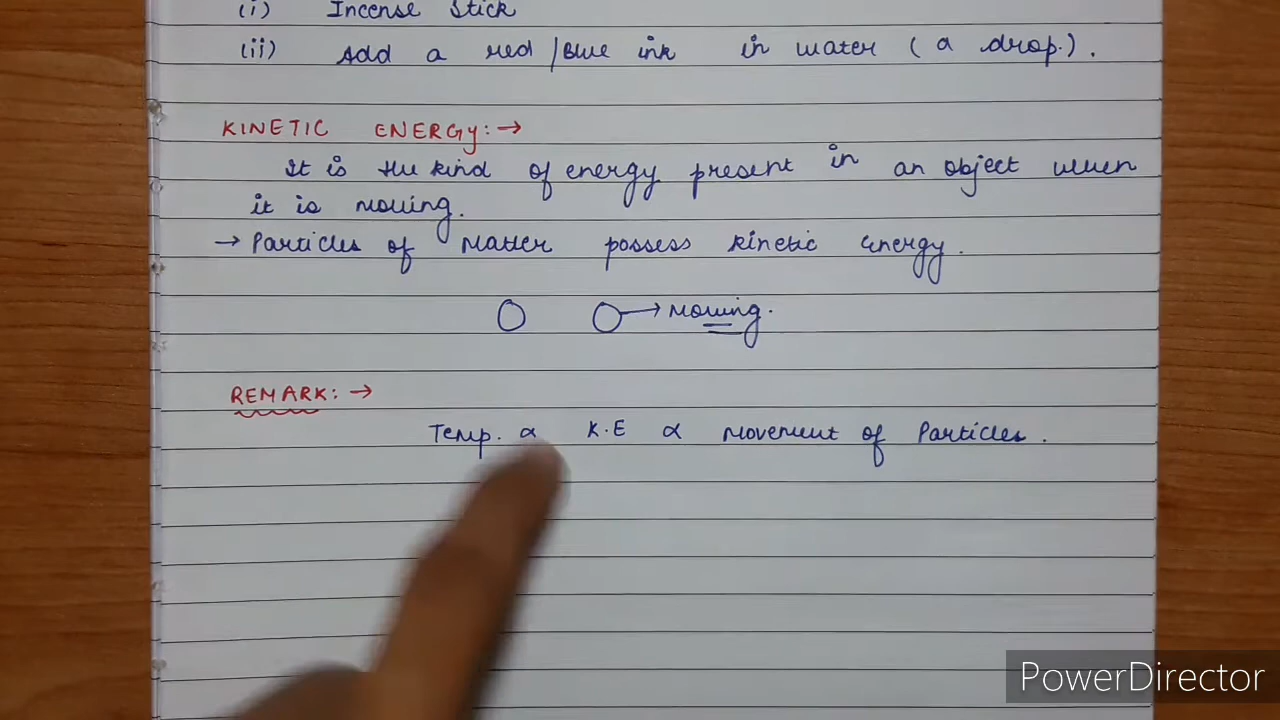 (i) Incense stick
(ii) Add a red/Blue ink in water (a drop.).
KINETIC ENERGY:→
It is the kind of energy present in an object when
it is moving.
→ Particles of Matter possess kinetic energy.
→ Moving.
REMARK:→
Temp. ∝ K.E ∝ Movement of Particles.
PowerDirector